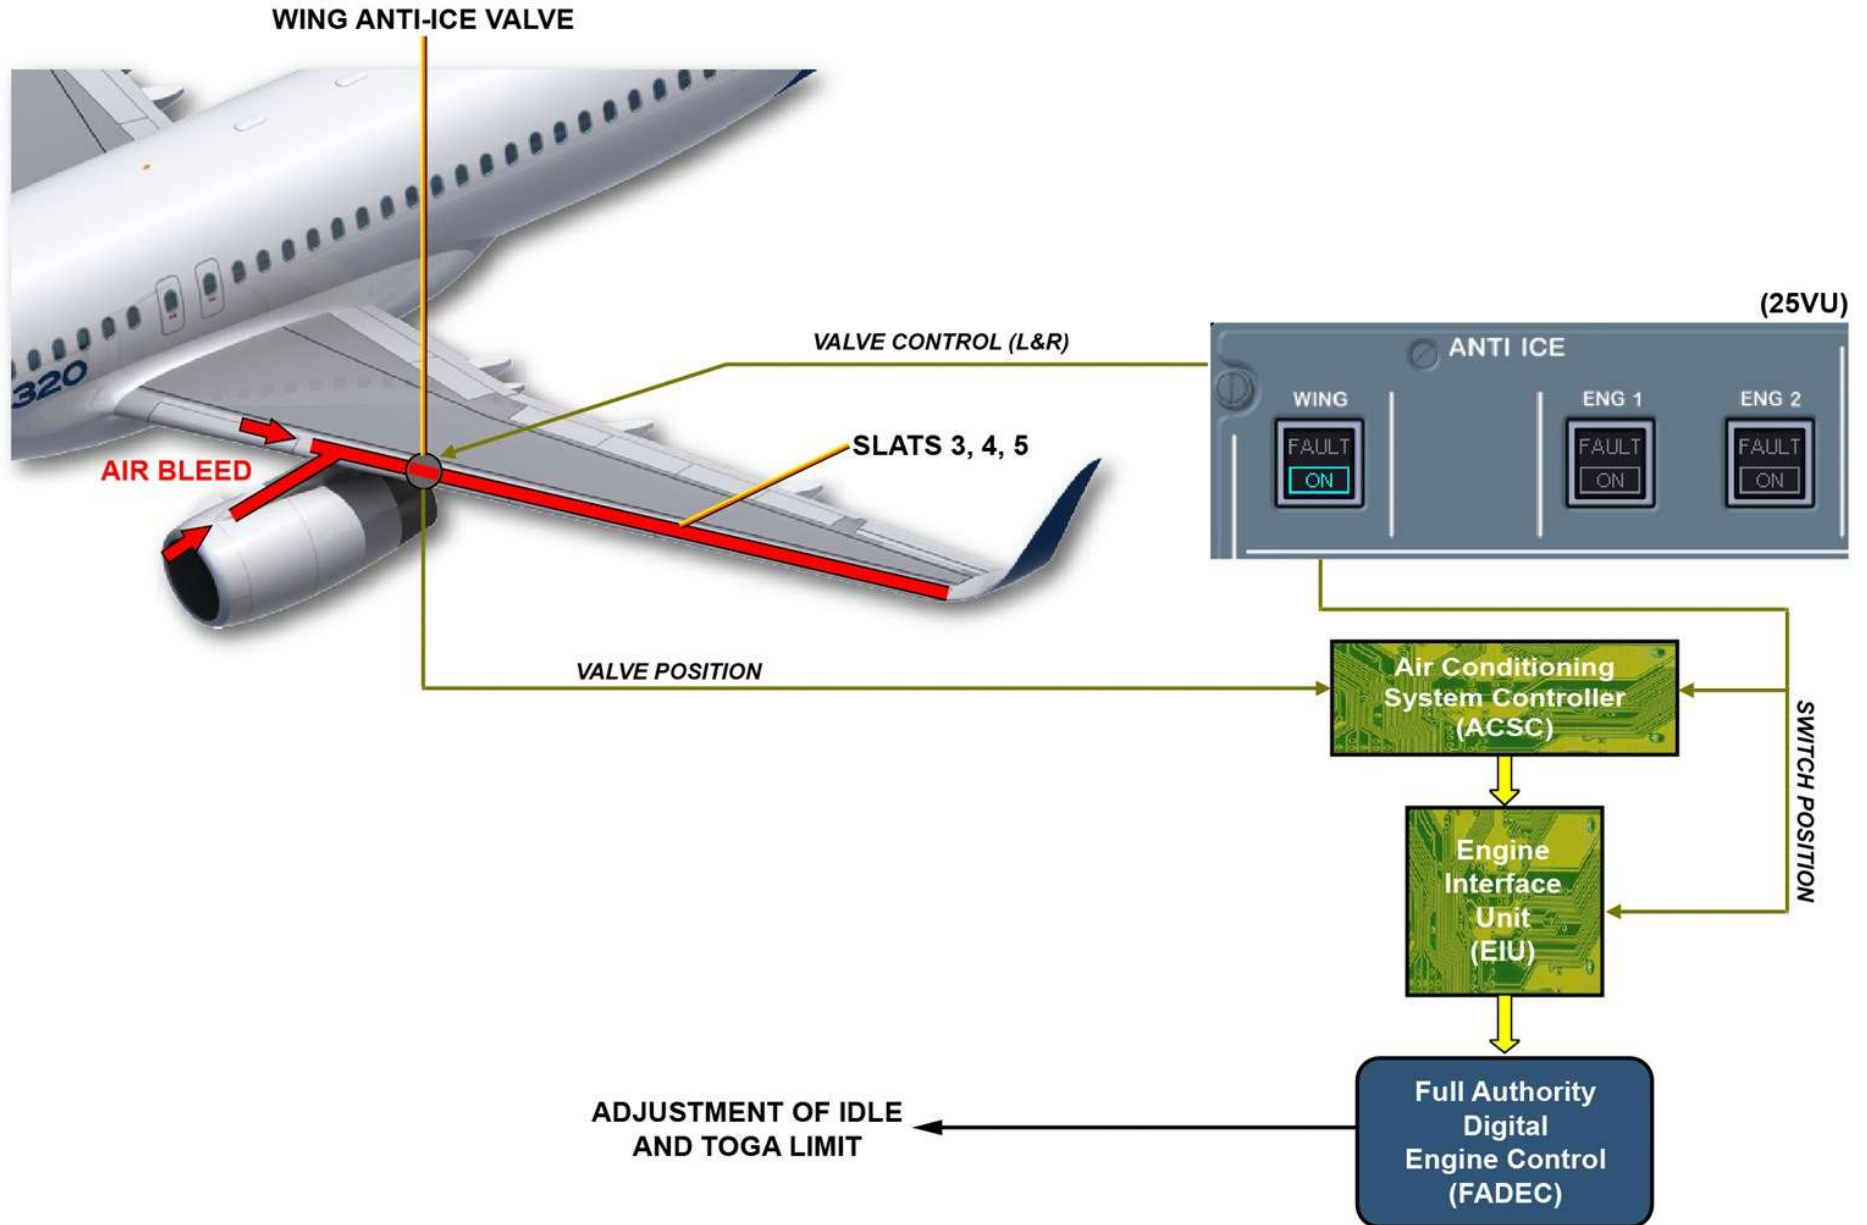 WING ANTI-ICE VALVE
(25VU)
VALVE CONTROL (L&R)
ANTI ICE
WING
ENG 1
ENG 2
320
FAULT
ON
FAULT
ON
FAULT
ON
SLATS 3, 4, 5
AIR BLEED
VALVE POSITION
Air Conditioning
System Controller
(ACSC)
SWITCH POSITION
Engine
Interface
Unit
(EIU)
ADJUSTMENT OF IDLE
AND TOGA LIMIT
Full Authority
Digital
Engine Control
(FADEC)